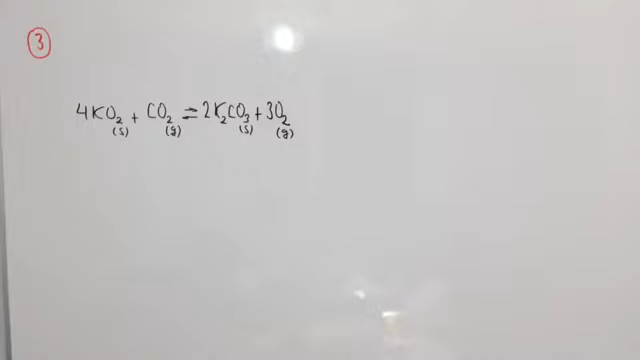 3
4KO2(s) + CO2(g) = 2K2CO3(s) + 3O2(g)